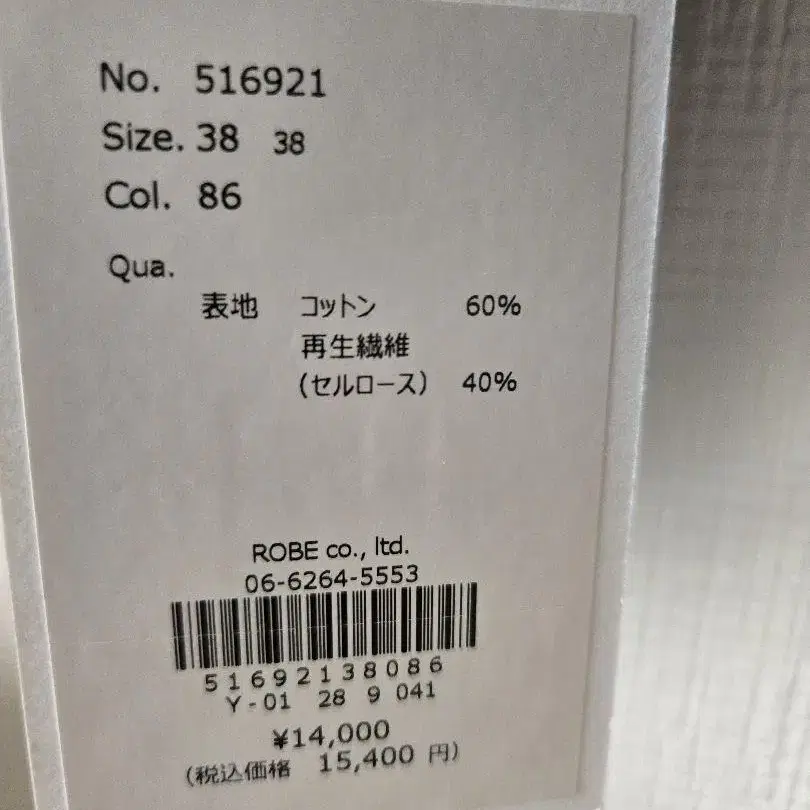 No. 516921
Size. 38 38
Col. 86
Qua.
表地 コットン 60%
再生繊維
(セルロース) 40%
ROBE co., ltd.
06-6264-5553
51692138086
Y-01 28 9 041
¥14,000
(税込価格 15,400 円)